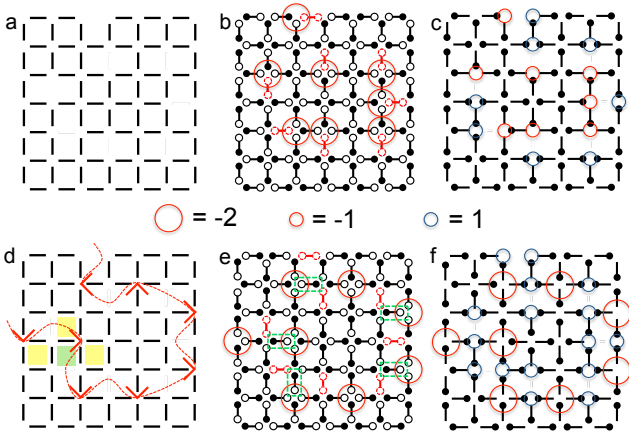 a
b
c
= -2
= -1
= 1
d
e
f